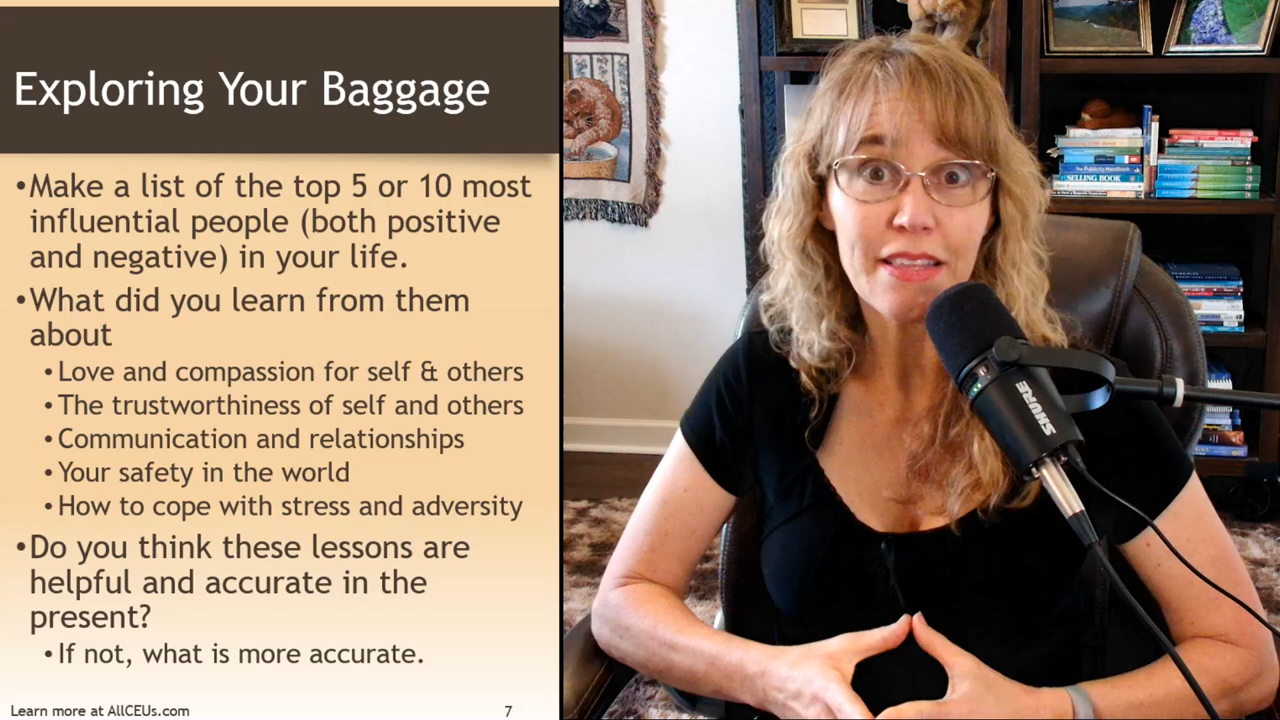 Exploring Your Baggage
•Make a list of the top 5 or 10 most
influential people (both positive
and negative) in your life.
•What did you learn from them
about
•Love and compassion for self & others
•The trustworthiness of self and others
•Communication and relationships
•Your safety in the world
•How to cope with stress and adversity
•Do you think these lessons are
helpful and accurate in the
present?
•If not, what is more accurate.
Learn more at AllCEUs.com
7
The Publicity Handbook
SELLING BOOK
SHURE